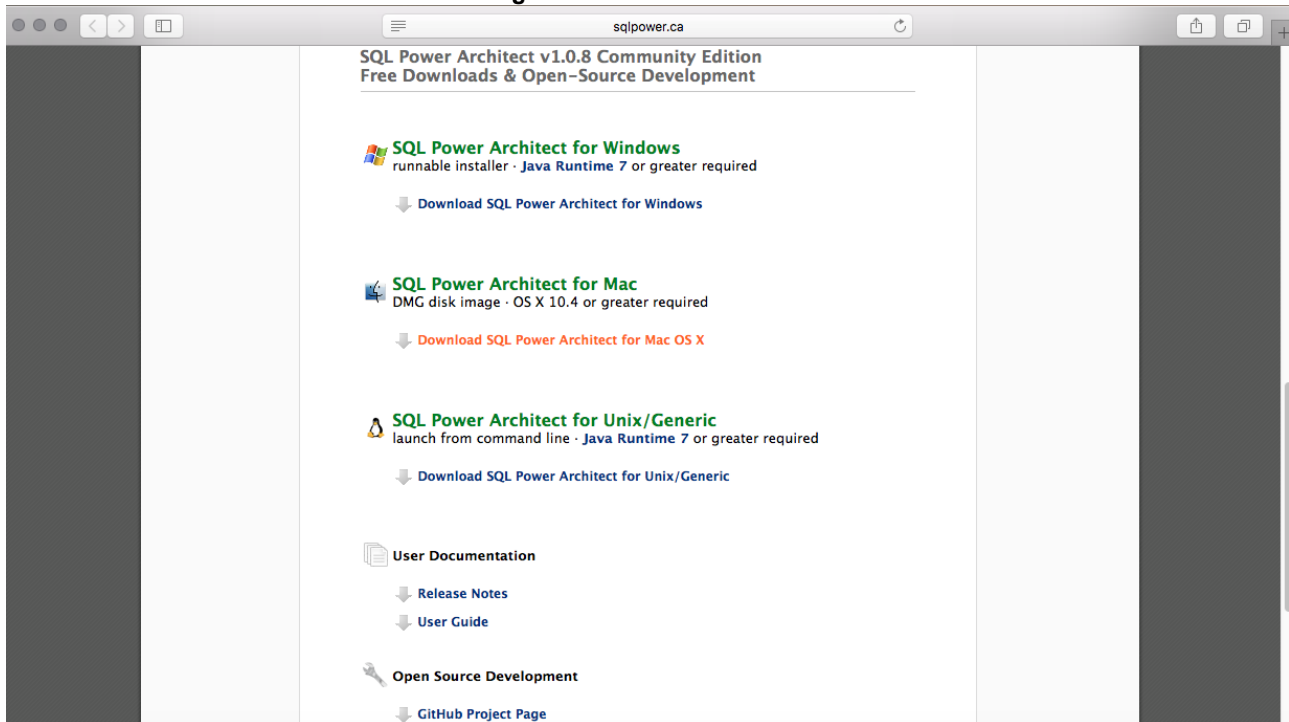 sqlpower.ca
SQL Power Architect v1.0.8 Community Edition
Free Downloads & Open-Source Development
SQL Power Architect for Windows
runnable installer · Java Runtime 7 or greater required
Download SQL Power Architect for Windows
SQL Power Architect for Mac
DMG disk image · OS X 10.4 or greater required
Download SQL Power Architect for Mac OS X
SQL Power Architect for Unix/Generic
launch from command line · Java Runtime 7 or greater required
Download SQL Power Architect for Unix/Generic
User Documentation
Release Notes
User Guide
Open Source Development
GitHub Project Page